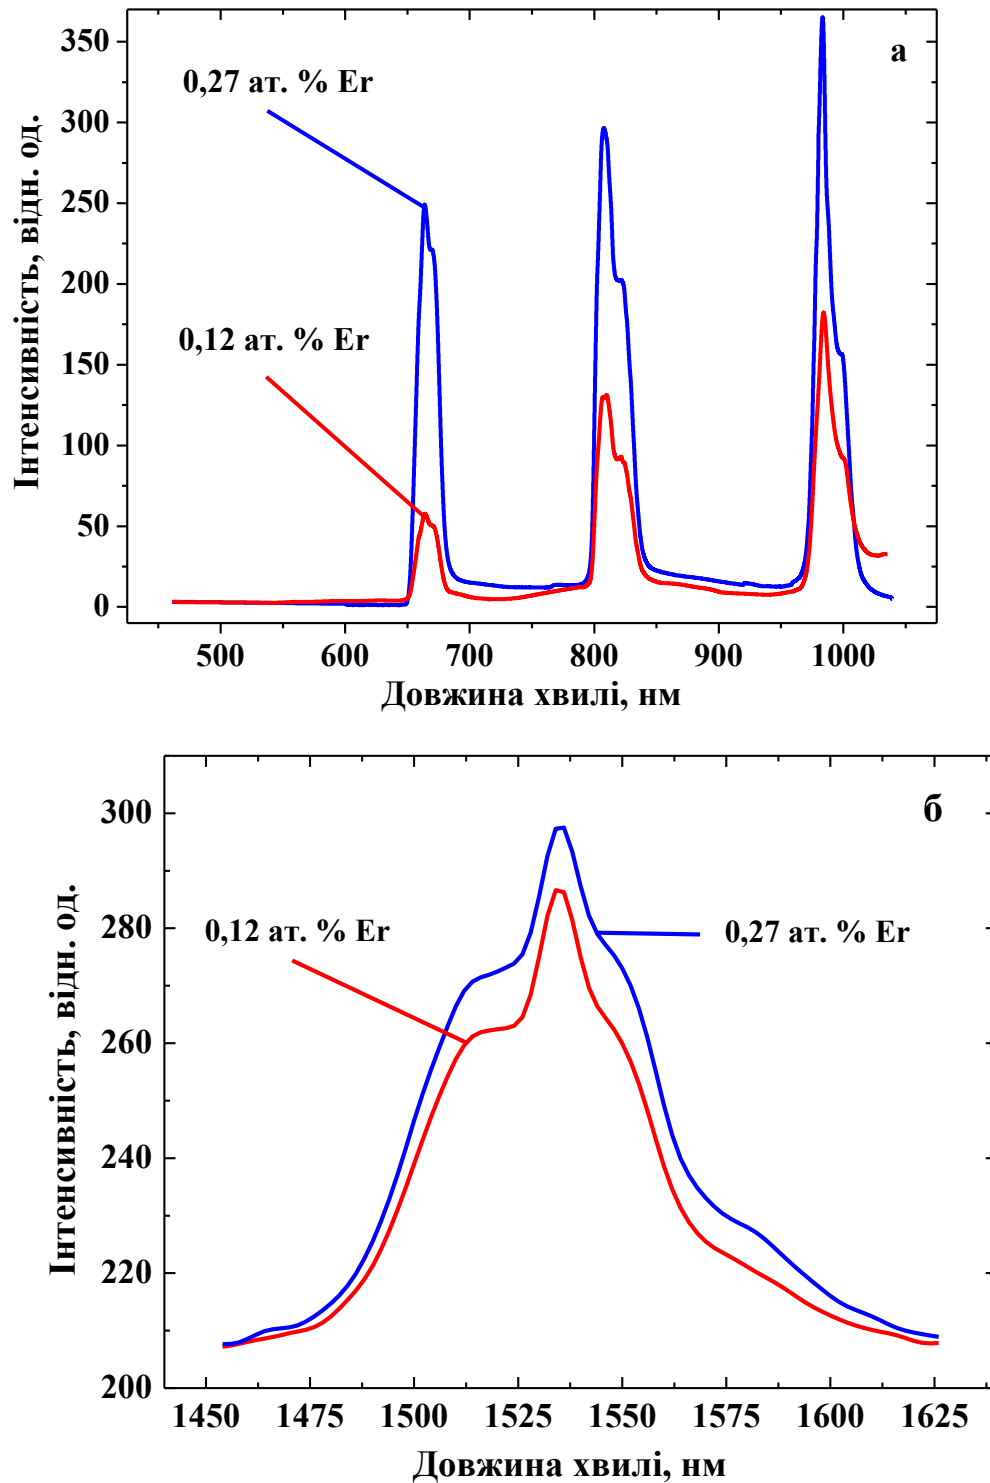 а
350
0,27 ат. % Er
300
250
200
0,12 ат. % Er
150
100
50
0
Інтенсивність, відн. од.
500 600 700 800 900 1000
Довжина хвилі, нм
б
300
280
0,12 ат. % Er
0,27 ат. % Er
260
240
220
200
Інтенсивність, відн. од.
1450 1475 1500 1525 1550 1575 1600 1625
Довжина хвилі, нм